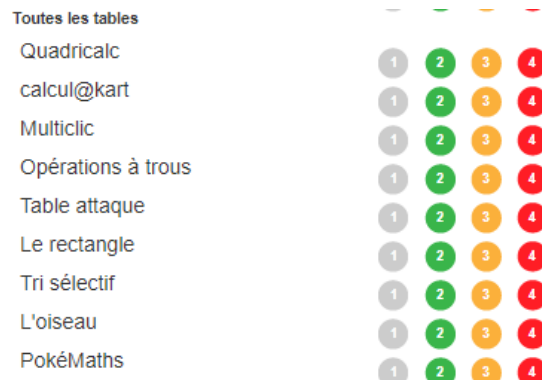 Toutes les tables
Quadricalc 1 2 3 4
calcul@kart 1 2 3 4
Multiclic 1 2 3 4
Opérations à trous 1 2 3 4
Table attaque 1 2 3 4
Le rectangle 1 2 3 4
Tri sélectif 1 2 3 4
L'oiseau 1 2 3 4
PokéMaths 1 2 3 4